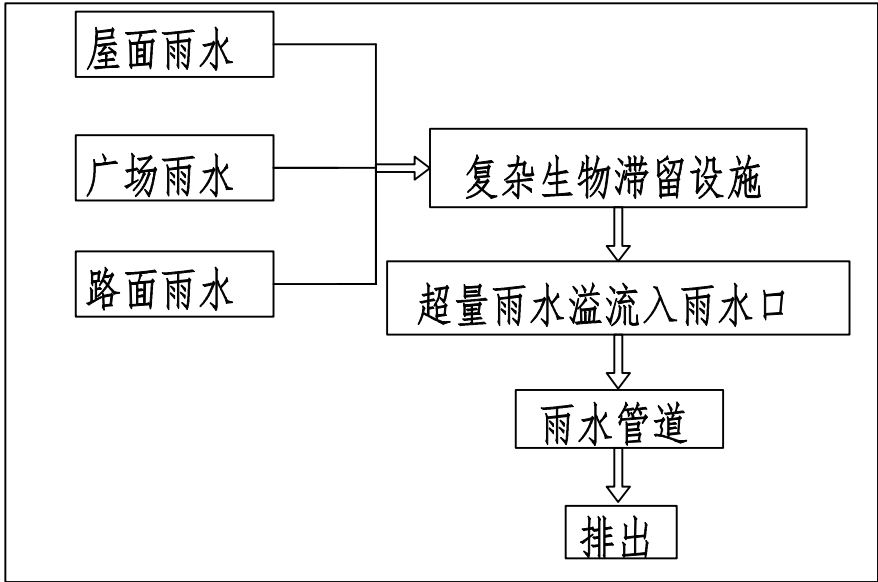 屋面雨水
广场雨水
路面雨水
复杂生物滞留设施
超量雨水溢流入雨水口
雨水管道
排出